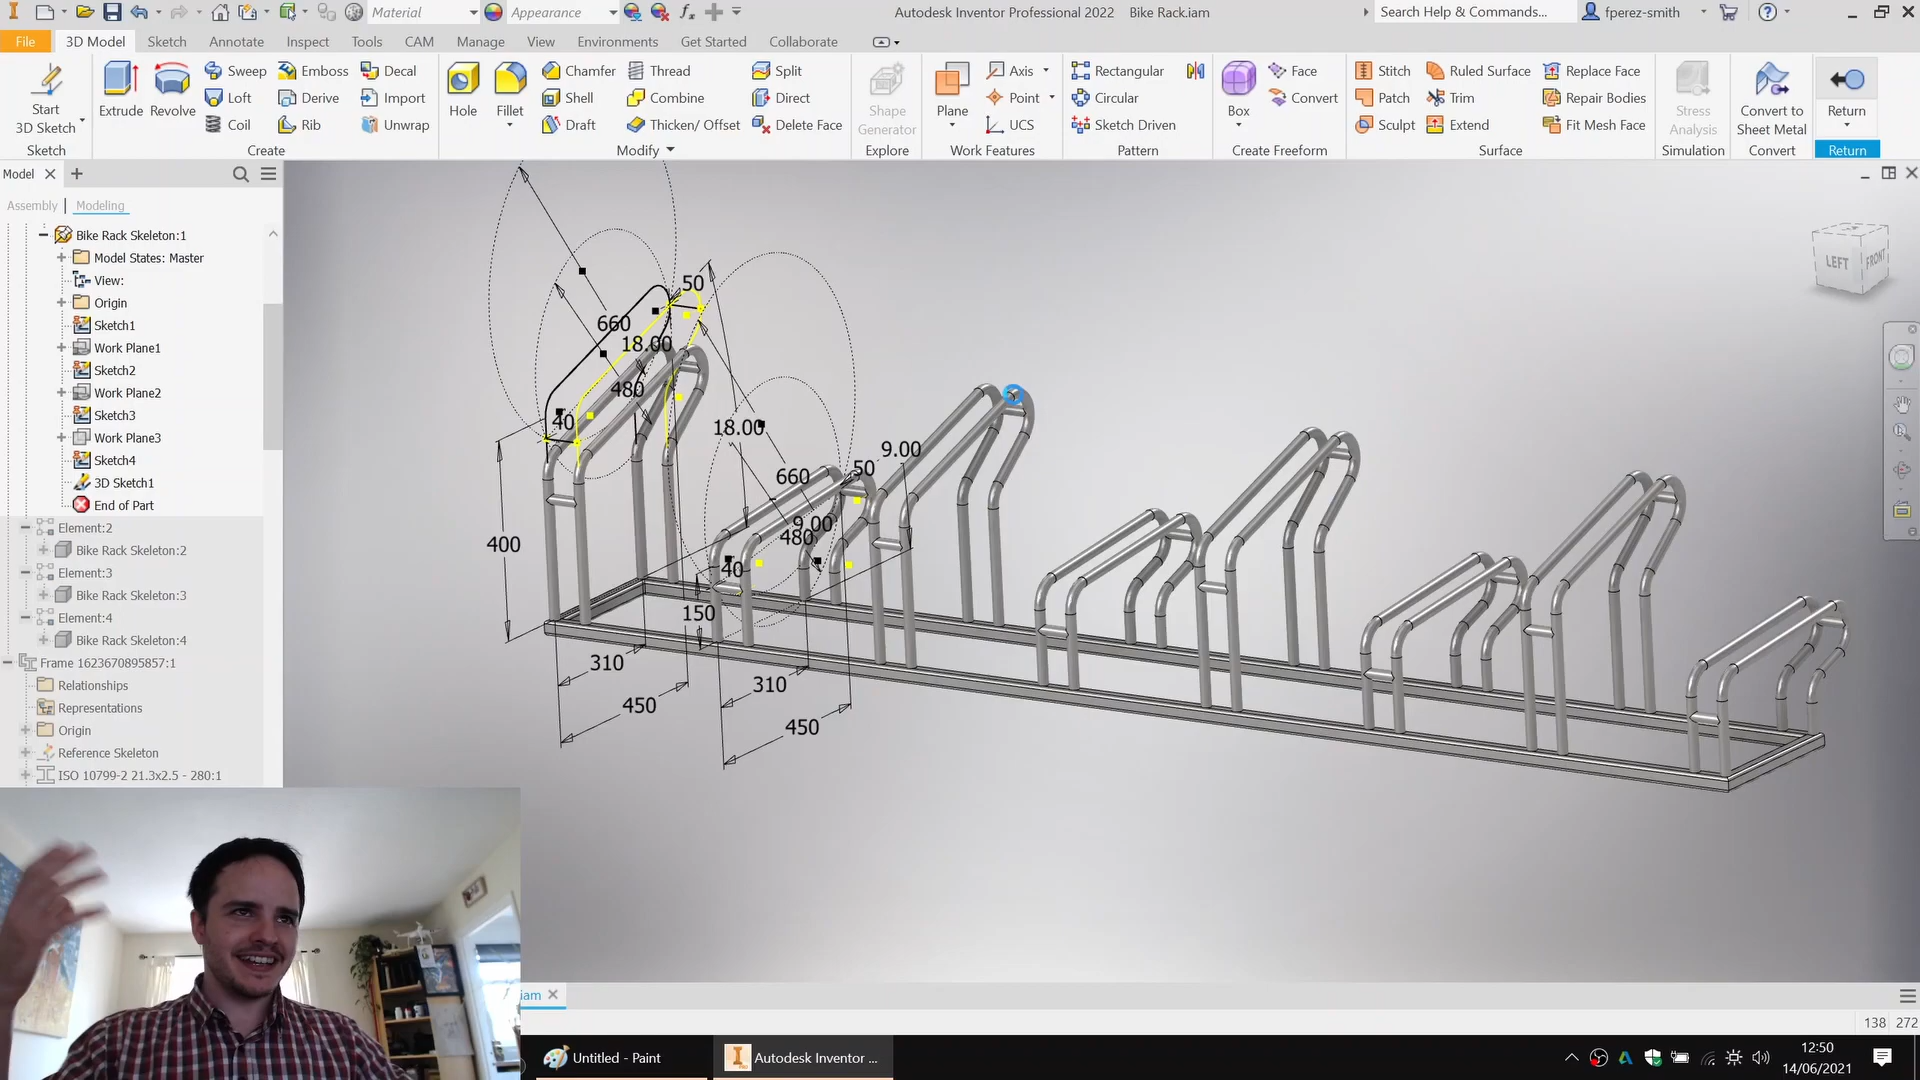 Material
Appearance
Autodesk Inventor Professional 2022 Bike Rack.iam
Search Help & Commands...
fperez-smith
File
3D Model
Sketch
Annotate
Inspect
Tools
CAM
Manage
View
Environments
Get Started
Collaborate
Start
3D Sketch
Sketch
Extrude
Revolve
Sweep
Loft
Coil
Emboss
Derive
Rib
Decal
Import
Unwrap
Create
Hole
Fillet
Chamfer
Shell
Draft
Thread
Combine
Thicken/ Offset
Split
Direct
Delete Face
Modify
Shape
Generator
Explore
Plane
Axis
Point
UCS
Work Features
Rectangular
Circular
Sketch Driven
Pattern
Box
Face
Convert
Create Freeform
Stitch
Patch
Sculpt
Ruled Surface
Trim
Extend
Replace Face
Repair Bodies
Fit Mesh Face
Surface
Stress
Analysis
Simulation
Convert to
Sheet Metal
Convert
Return
Return
Model
Assembly
Modeling
Bike Rack Skeleton:1
Model States: Master
View:
Origin
Sketch1
Work Plane1
Sketch2
Work Plane2
Sketch3
Work Plane3
Sketch4
3D Sketch1
End of Part
Element:2
Bike Rack Skeleton:2
Element:3
Bike Rack Skeleton:3
Element:4
Bike Rack Skeleton:4
Frame 1623670895857:1
Relationships
Representations
Origin
Reference Skeleton
ISO 10799-2 21.3x2.5 - 280:1
50
660
18.00
480
40
400
18.00
9.00
50
660
9.00
480
40
150
310
450
310
450
LEFT
FRONT
iam
138 272
Untitled - Paint
Autodesk Inventor ...
12:50
14/06/2021